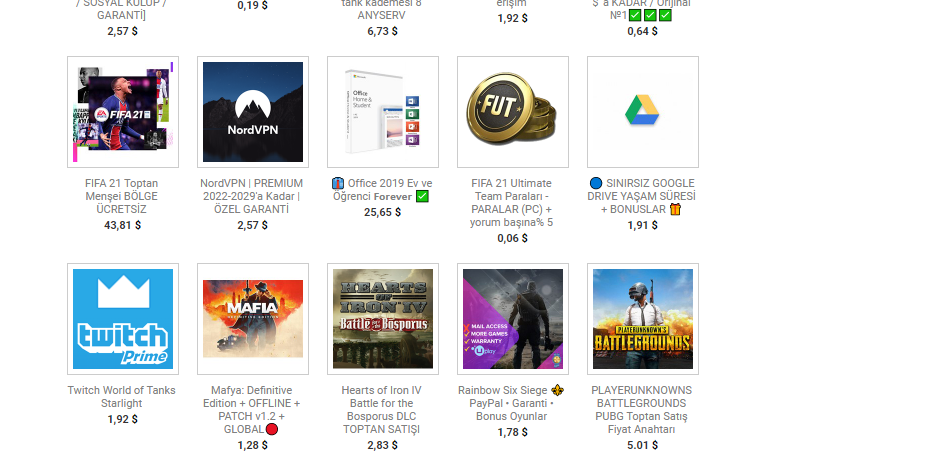 / SOSYAL KULÜP /
GARANTİ]
2,57 $
0,19 $
tank kademesi 8
ANYSERV
6,73 $
erişim
1,92 $
$ 'a KADAR / Orijinal
№1✅✅✅
0,64 $
EA SPORTS FIFA 21
NordVPN
Office
Home &
Student
FUT
FIFA 21 Toptan
Menşei BÖLGE
ÜCRETSİZ
43,81 $
NordVPN | PREMIUM
2022-2029'a Kadar |
ÖZEL GARANTİ
2,57 $
Office 2019 Ev ve
Öğrenci Forever ✅
25,65 $
FIFA 21 Ultimate
Team Paraları -
PARALAR (PC) +
yorum başına% 5
0,06 $
🔵 SINIRSIZ GOOGLE
DRIVE YAŞAM SÜRESİ
+ BONUSLAR 🎁
1,91 $
twitch
Prime
MAFIA
DEFINITIVE EDITION
HEARTS
OF
IRON IV
Battle for the Bosporus
MAIL ACCESS
MORE GAMES
WARRANTY
Uplay
PLAYERUNKNOWN'S
BATTLEGROUNDS
Twitch World of Tanks
Starlight
1,92 $
Mafya: Definitive
Edition + OFFLINE +
PATCH v1.2 +
GLOBAL🔴
1,28 $
Hearts of Iron IV
Battle for the
Bosporus DLC
TOPTAN SATIŞI
2,83 $
Rainbow Six Siege ⚜
PayPal • Garanti •
Bonus Oyunlar
1,78 $
PLAYERUNKNOWNS
BATTLEGROUNDS
PUBG Toptan Satış
Fiyat Anahtarı
5.01 $